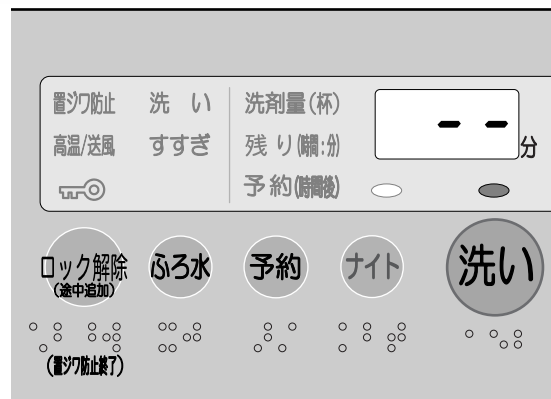 置ジワ防止 洗い 洗剤量(杯)
高温/送風 すすぎ 残り(時間:分) -- 分
予約(時間後)
ロック解除 ふろ水 予約 ナイト 洗い
(途中追加)
(置ジワ防止終了)